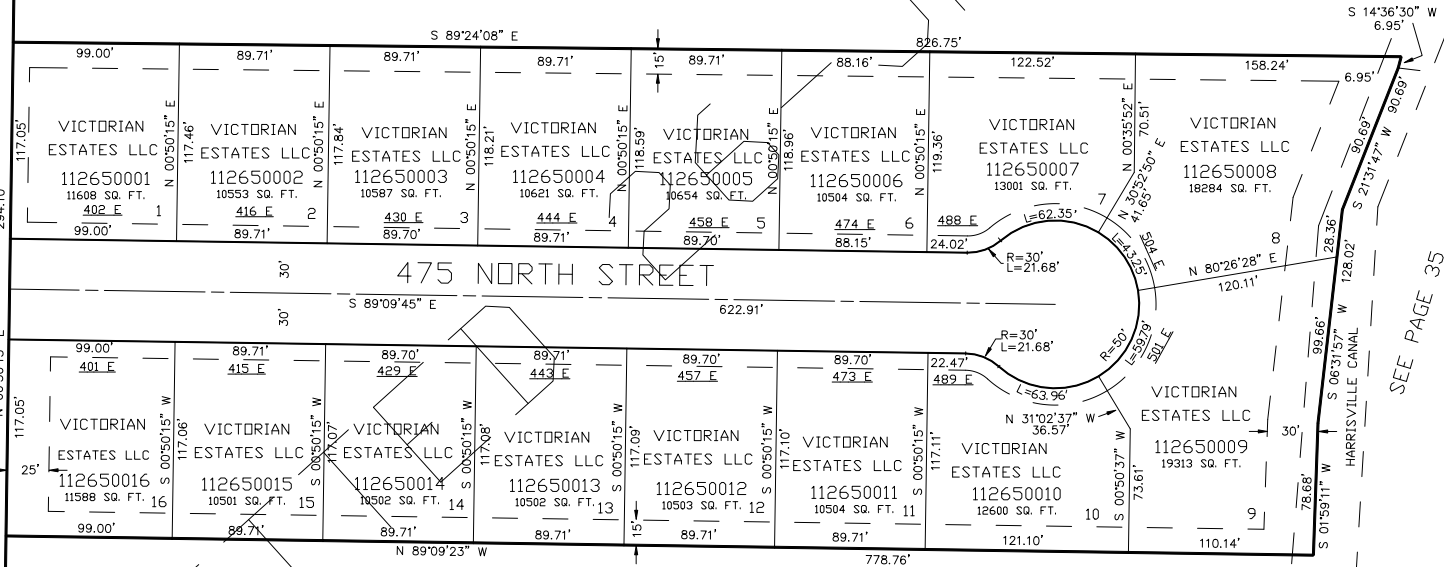 S 14°36'30" W
6.95'
S 89°24'08" E
826.75'
99.00'
89.71'
89.71'
89.71'
15'
89.71'
88.16'
122.52'
158.24'
6.95'
90.69'
90.69'
S 21°31'47" W
117.05'
VICTORIAN
ESTATES LLC
112650001
11608 SQ. FT.
402 E
1
99.00'
N 00°50'15" E
117.46'
VICTORIAN
ESTATES LLC
112650002
10553 SQ. FT.
416 E
2
89.71'
N 00°50'15" E
117.84'
VICTORIAN
ESTATES LLC
112650003
10587 SQ. FT.
430 E
3
89.70'
N 00°50'15" E
118.21'
VICTORIAN
ESTATES LLC
112650004
10621 SQ. FT.
444 E
4
89.71'
N 00°50'15" E
118.59'
VICTORIAN
ESTATES LLC
112650005
10654 SQ. FT.
458 E
5
89.70'
N 00°50'15" E
118.96'
VICTORIAN
ESTATES LLC
112650006
10504 SQ. FT.
474 E
6
88.15'
N 00°50'15" E
119.36'
VICTORIAN
ESTATES LLC
112650007
13001 SQ. FT.
7
488 E
24.02'
L=62.35'
N 00°35'52" E
70.51'
N 30°52'50" E
41.65'
VICTORIAN
ESTATES LLC
112650008
18284 SQ. FT.
8
504 E
L=43.25'
R=30'
L=21.68'
N 80°26'28" E
120.11'
28.36'
128.02'
475 NORTH STREET
30'
30'
S 89°09'45" E
622.91'
R=30'
L=21.68'
R=50'
L=59.79'
501 E
99.66'
S 06°31'57" W
HARRISVILLE CANAL
SEE PAGE 35
99.00'
401 E
117.05'
VICTORIAN
ESTATES LLC
112650016
11588 SQ. FT.
16
25'
99.00'
89.71'
415 E
S 00°50'15" W
117.06'
VICTORIAN
ESTATES LLC
112650015
10501 SQ. FT.
15
89.71'
89.70'
429 E
S 00°50'15" W
117.07'
VICTORIAN
ESTATES LLC
112650014
10502 SQ. FT.
14
89.71'
89.71'
443 E
S 00°50'15" W
117.08'
VICTORIAN
ESTATES LLC
112650013
10502 SQ. FT.
13
89.71'
89.70'
457 E
S 00°50'15" W
117.09'
VICTORIAN
ESTATES LLC
112650012
10503 SQ. FT.
12
15'
89.71'
89.70'
473 E
S 00°50'15" W
117.10'
VICTORIAN
ESTATES LLC
112650011
10504 SQ. FT.
11
89.71'
22.47'
489 E
L=63.96'
N 31°02'37" W
36.57'
S 00°50'15" W
117.11'
VICTORIAN
ESTATES LLC
112650010
12600 SQ. FT.
10
121.10'
S 00°50'37" W
73.61'
VICTORIAN
ESTATES LLC
112650009
19313 SQ. FT.
9
30'
78.68'
S 01°59'11" W
110.14'
N 89°09'23" W
778.76'